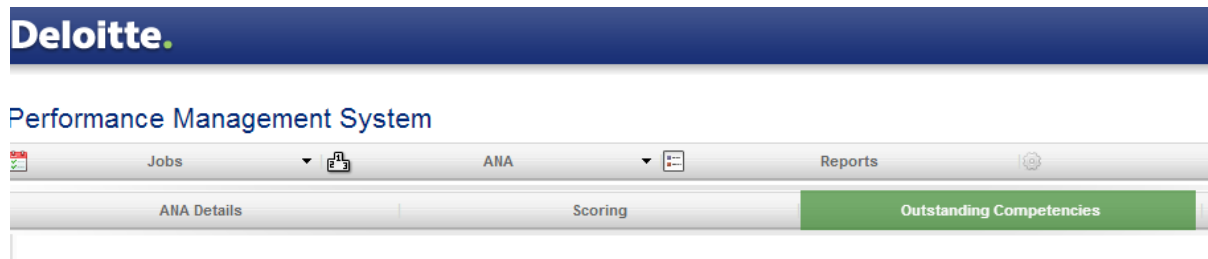 Deloitte.
Performance Management System
Jobs ANA Reports
ANA Details Scoring Outstanding Competencies